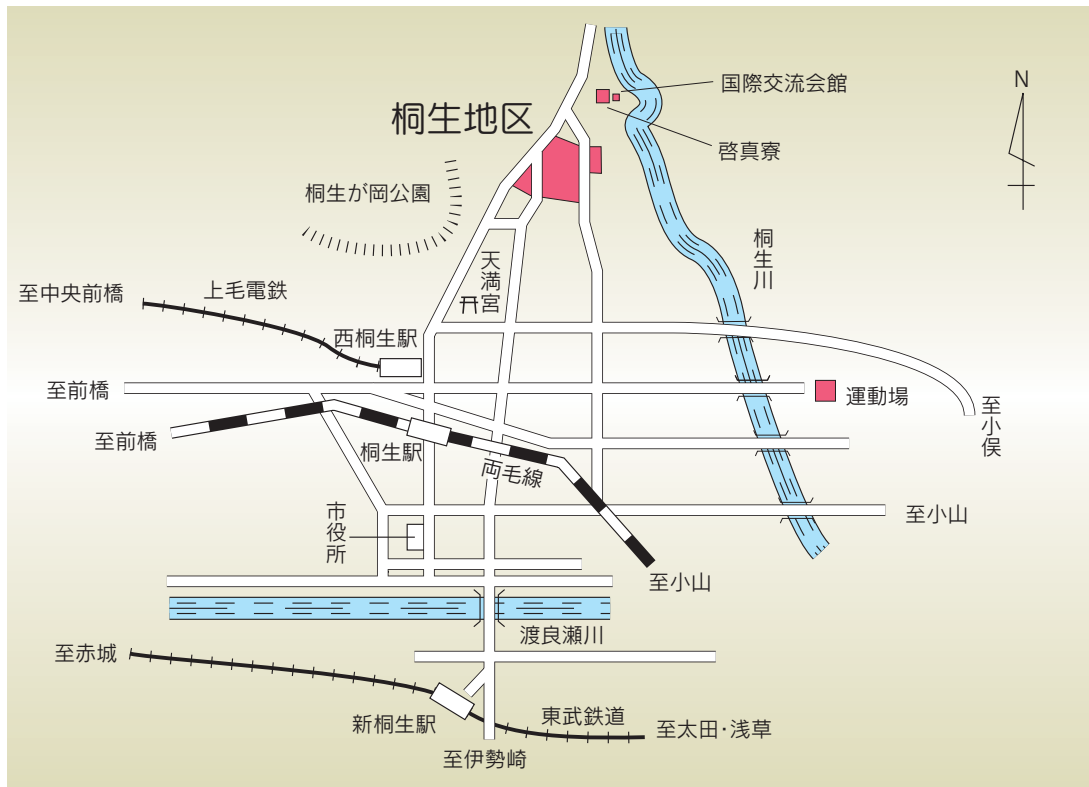 国際交流会館
N
桐生地区
啓真寮
桐生が岡公園
桐生川
天満宮
至中央前橋
上毛電鉄
西桐生駅
至前橋
運動場
至小俣
至前橋
桐生駅
両毛線
市役所
至小山
至小山
渡良瀬川
至赤城
新桐生駅
東武鉄道
至太田・浅草
至伊勢崎